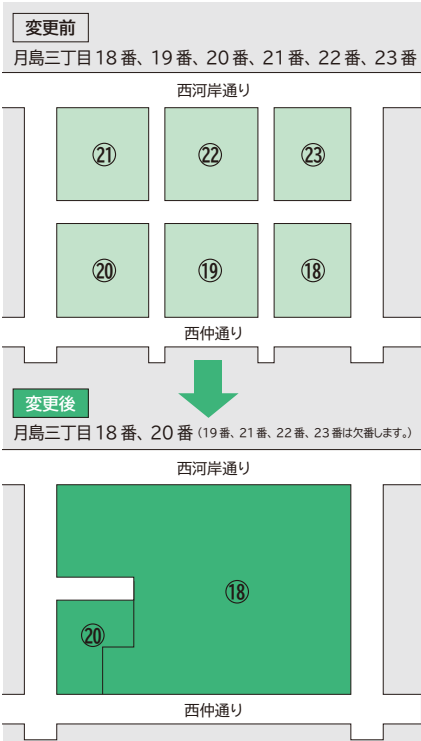 変更前
月島三丁目18番、19番、20番、21番、22番、23番
西河岸通り
㉑ ㉒ ㉓
⑳ ⑲ ⑱
西仲通り
変更後
月島三丁目18番、20番(19番、21番、22番、23番は欠番します。)
西河岸通り
⑱
⑳
西仲通り